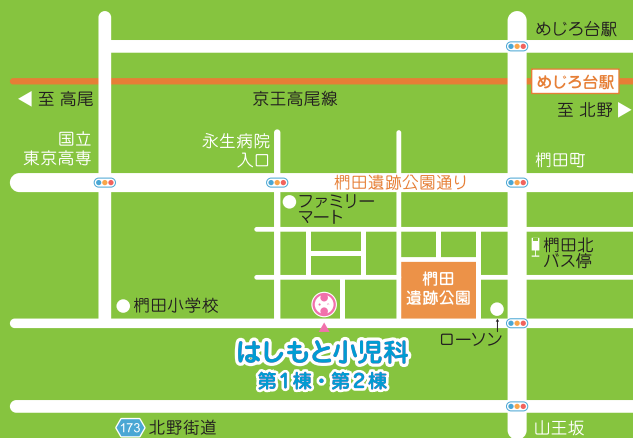 めじろ台駅
めじろ台駅
至 高尾
京王高尾線
至 北野
国立
東京高専
永生病院
入口
椚田町
椚田遺跡公園通り
ファミリー
マート
椚田北
バス停
椚田
遺跡公園
椚田小学校
ローソン
はしもと小児科
第1棟・第2棟
173 北野街道
山王坂